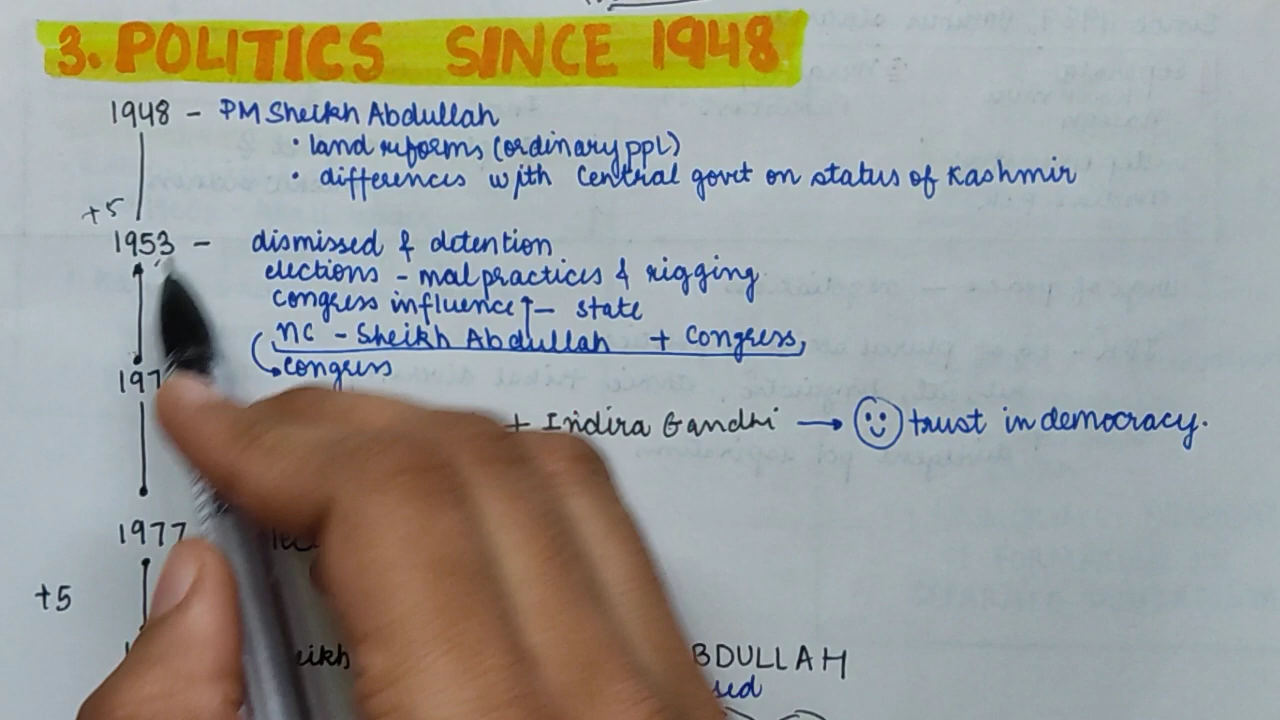 3. POLITICS SINCE 1948
1948 - PM Sheikh Abdullah
• land reforms (ordinary ppl)
• differences with Central govt on status of Kashmir
+5
1953 - dismissed & detention
elections - malpractices & rigging
congress influence ↑ - state
NC - Sheikh Abdullah + Congress,
congress
197
+ Indira Gandhi → trust in democracy.
1977
+5
BDULLAH